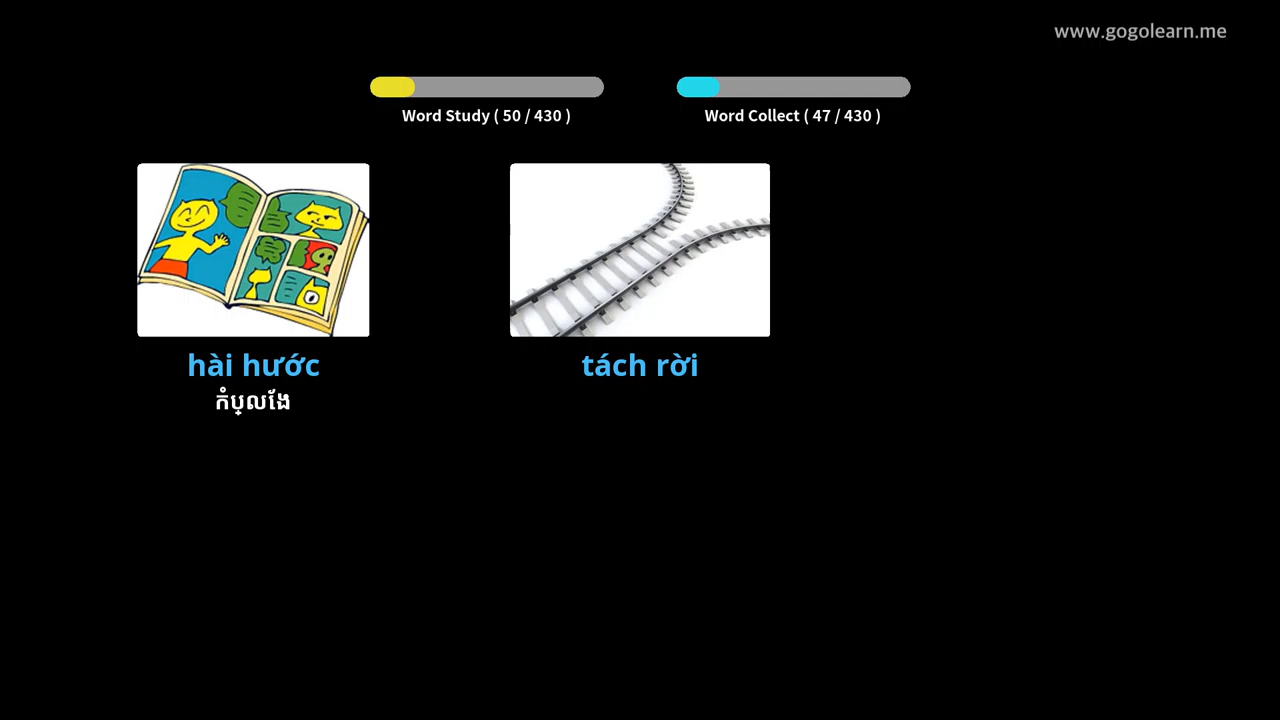 www.gogolearn.me
Word Study ( 50 / 430 )
Word Collect ( 47 / 430 )
hài hước
tách rời
កំប្លែង